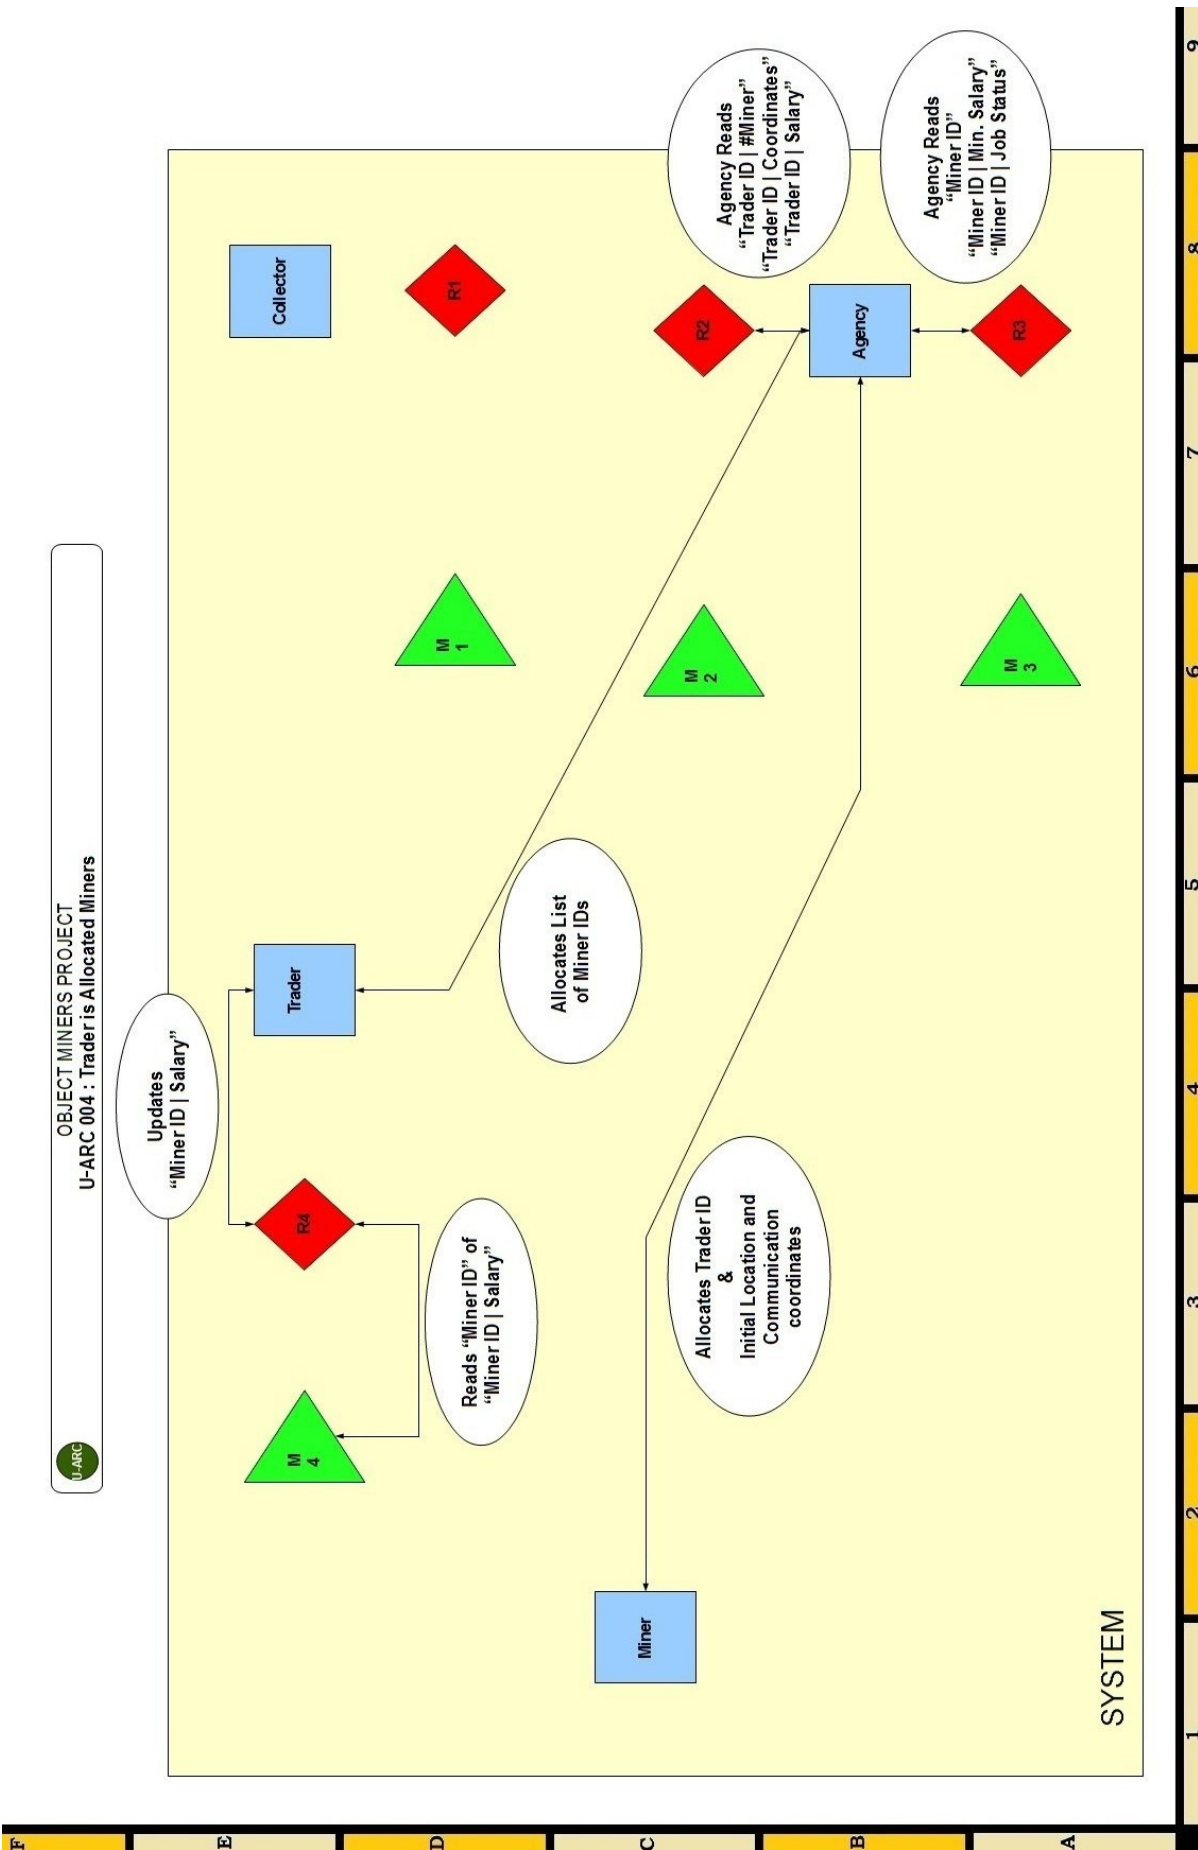 OBJECT MINERS PROJECT
U-ARC 004 : Trader is Allocated Miners
U-ARC
Updates
“Miner ID | Salary”
M
4
R4
Trader
Collector
Reads “Miner ID” of
“Miner ID | Salary”
M
1
R1
Allocates List
of Miner IDs
Miner
Allocates Trader ID
&
Initial Location and
Communication
coordinates
M
2
R2
Agency Reads
“Trader ID | #Miner”
“Trader ID | Coordinates”
“Trader ID | Salary”
Agency
M
3
R3
Agency Reads
“Miner ID”
“Miner ID | Min. Salary”
“Miner ID | Job Status”
SYSTEM
F
E
D
C
B
A
1
2
3
4
5
6
7
8
9